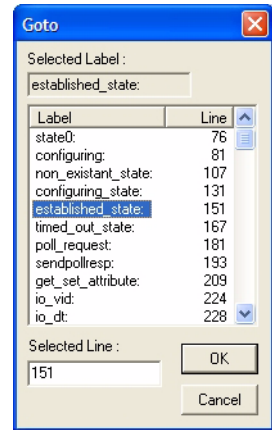 Goto
Selected Label :
established_state:
Label Line
state0: 76
configuring: 81
non_existant_state: 107
configuring_state: 131
established_state: 151
timed_out_state: 167
poll_request: 181
sendpollresp: 193
get_set_attribute: 209
io_vid: 224
io_dt: 228
Selected Line :
151
OK
Cancel